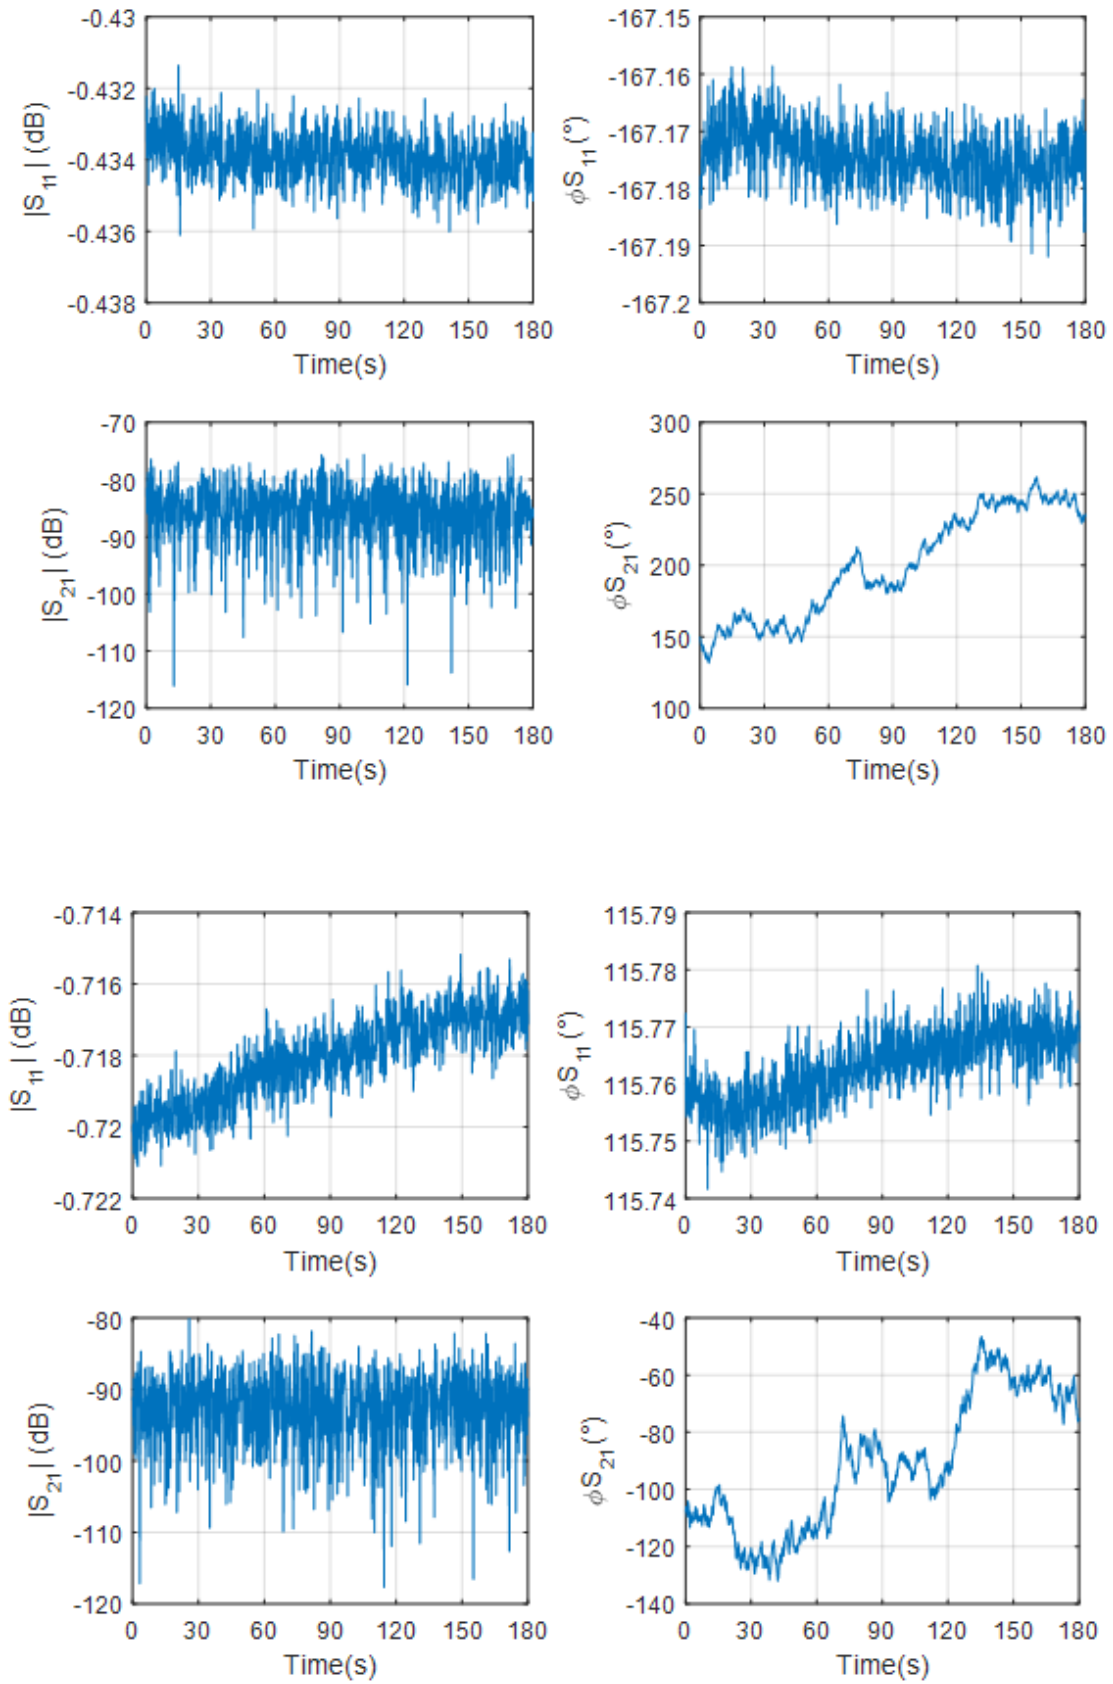 -0.43
-0.432
-0.434
-0.436
-0.438
|S11| (dB)
0 30 60 90 120 150 180
Time(s)
-167.15
-167.16
-167.17
-167.18
-167.19
-167.2
ϕS11(°)
0 30 60 90 120 150 180
Time(s)
-70
-80
-90
-100
-110
-120
|S21| (dB)
0 30 60 90 120 150 180
Time(s)
300
250
200
150
100
ϕS21(°)
0 30 60 90 120 150 180
Time(s)
-0.714
-0.716
-0.718
-0.72
-0.722
|S11| (dB)
0 30 60 90 120 150 180
Time(s)
115.79
115.78
115.77
115.76
115.75
115.74
ϕS11(°)
0 30 60 90 120 150 180
Time(s)
-80
-90
-100
-110
-120
|S21| (dB)
0 30 60 90 120 150 180
Time(s)
-40
-60
-80
-100
-120
-140
ϕS21(°)
0 30 60 90 120 150 180
Time(s)